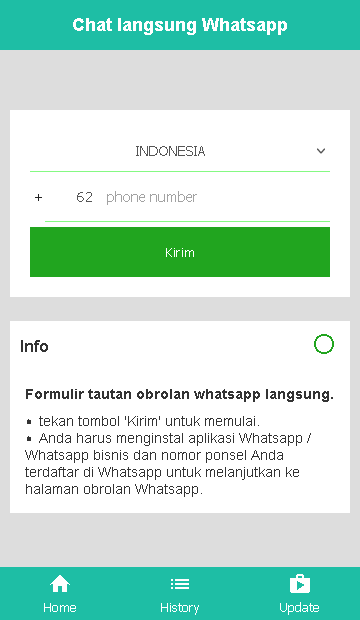 Chat langsung Whatsapp
INDONESIA
+ 62 phone number
Kirim
Info
Formulir tautan obrolan whatsapp langsung.
• tekan tombol 'Kirim' untuk memulai.
• Anda harus menginstal aplikasi Whatsapp /
Whatsapp bisnis dan nomor ponsel Anda
terdaftar di Whatsapp untuk melanjutkan ke
halaman obrolan Whatsapp.
Home History Update